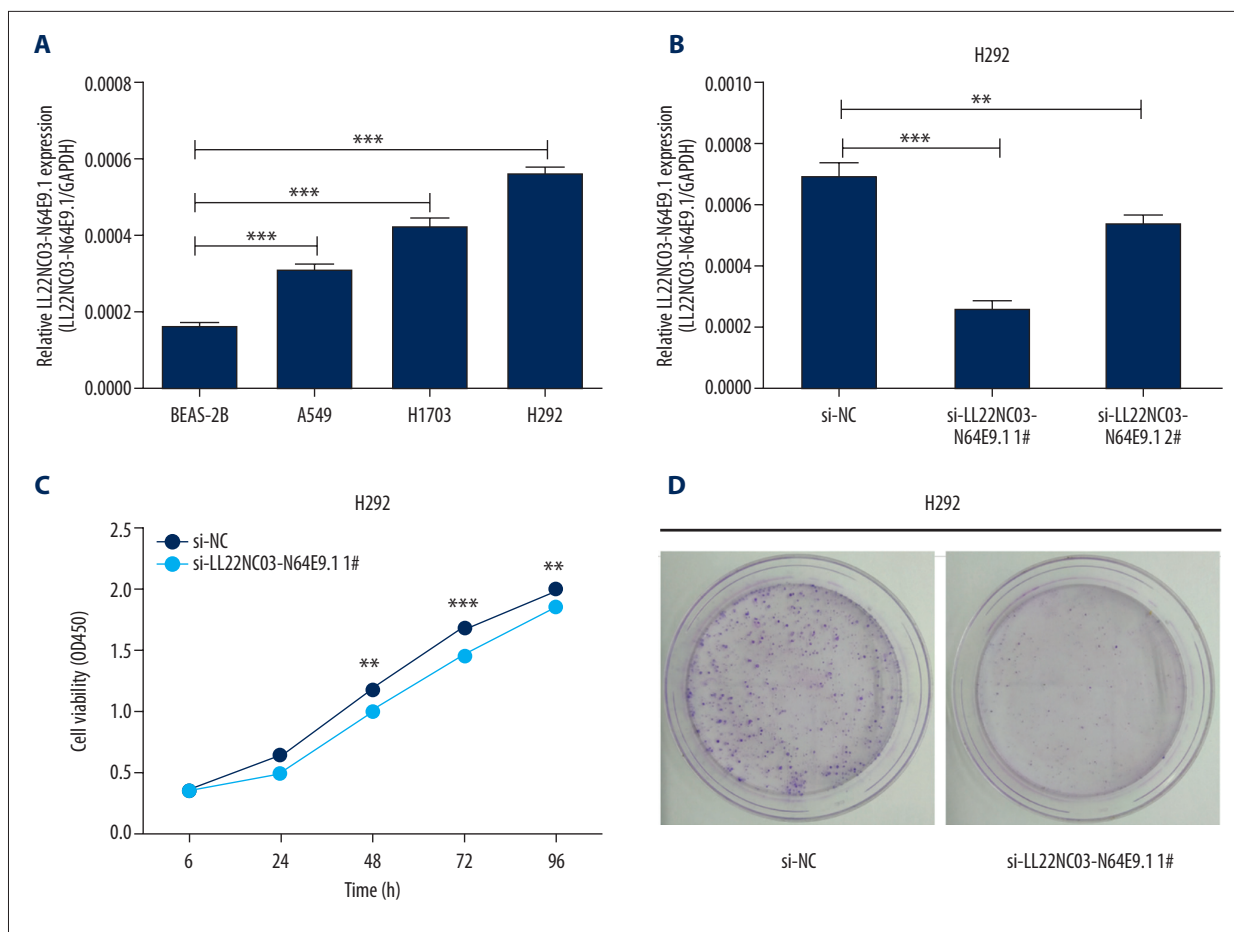 A
Relative LL22NC03-N64E9.1 expression
(LL22NC03-N64E9.1/GAPDH)
0.0008
0.0006
0.0004
0.0002
0.0000
***
***
***
BEAS-2B
A549
H1703
H292
B
H292
Relative LL22NC03-N64E9.1 expression
(LL22NC03-N64E9.1/GAPDH)
0.0010
0.0008
0.0006
0.0004
0.0002
0.0000
**
***
si-NC
si-LL22NC03-
N64E9.1 1#
si-LL22NC03-
N64E9.1 2#
C
H292
Cell viability (OD450)
2.5
2.0
1.5
1.0
0.5
0.0
si-NC
si-LL22NC03-N64E9.1 1#
**
***
**
6
24
48
72
96
Time (h)
D
H292
si-NC
si-LL22NC03-N64E9.1 1#